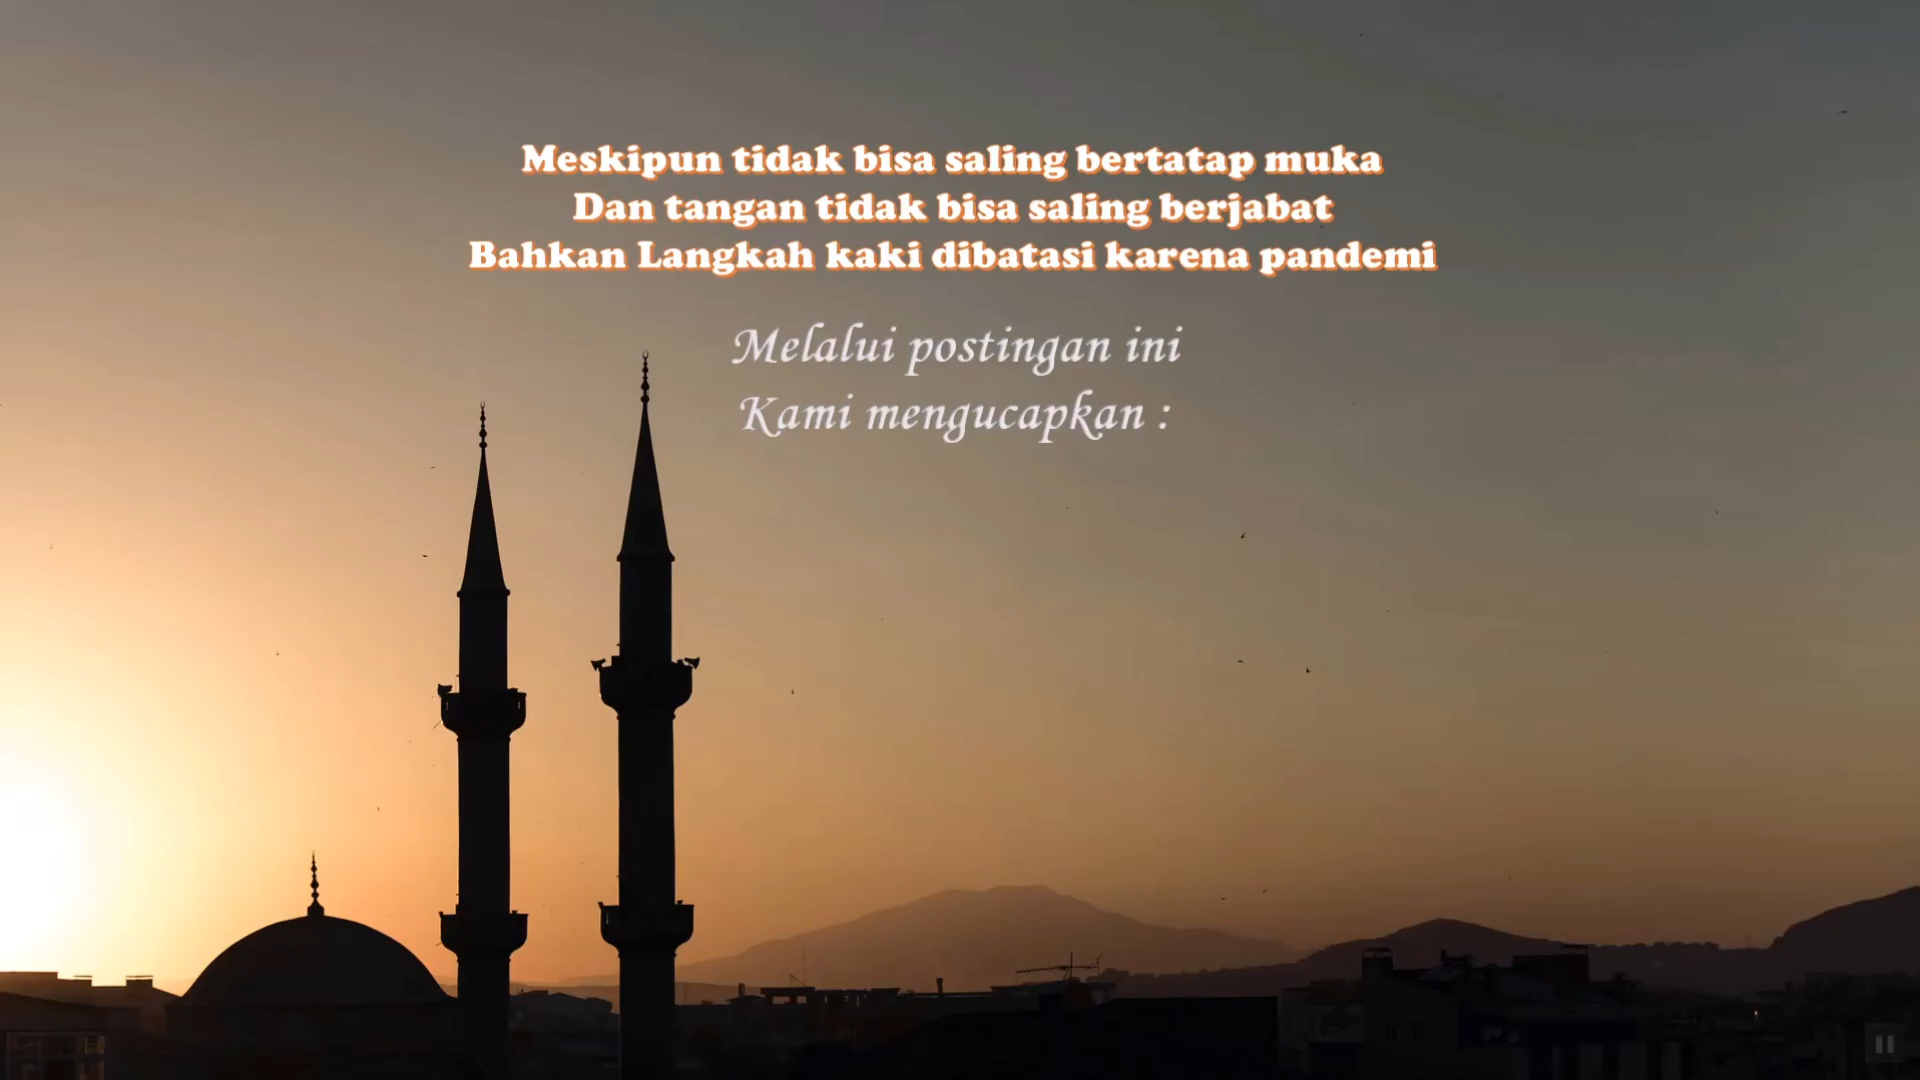 Meskipun tidak bisa saling bertatap muka
Dan tangan tidak bisa saling berjabat
Bahkan Langkah kaki dibatasi karena pandemi
Melalui postingan ini
Kami mengucapkan :